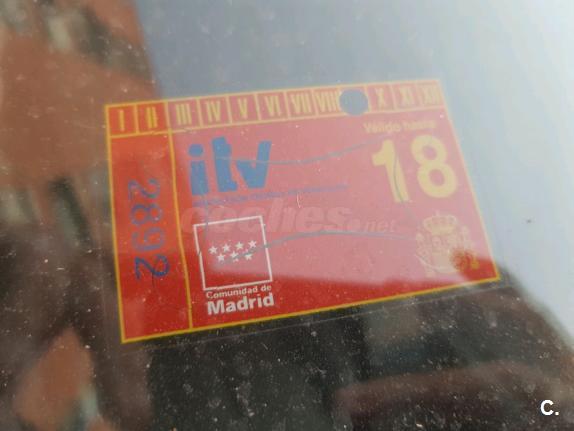 I II III IV V VI VII VIII X XI XII
Válido hasta
itv
18
2892
coches.net
Comunidad de
Madrid
C.